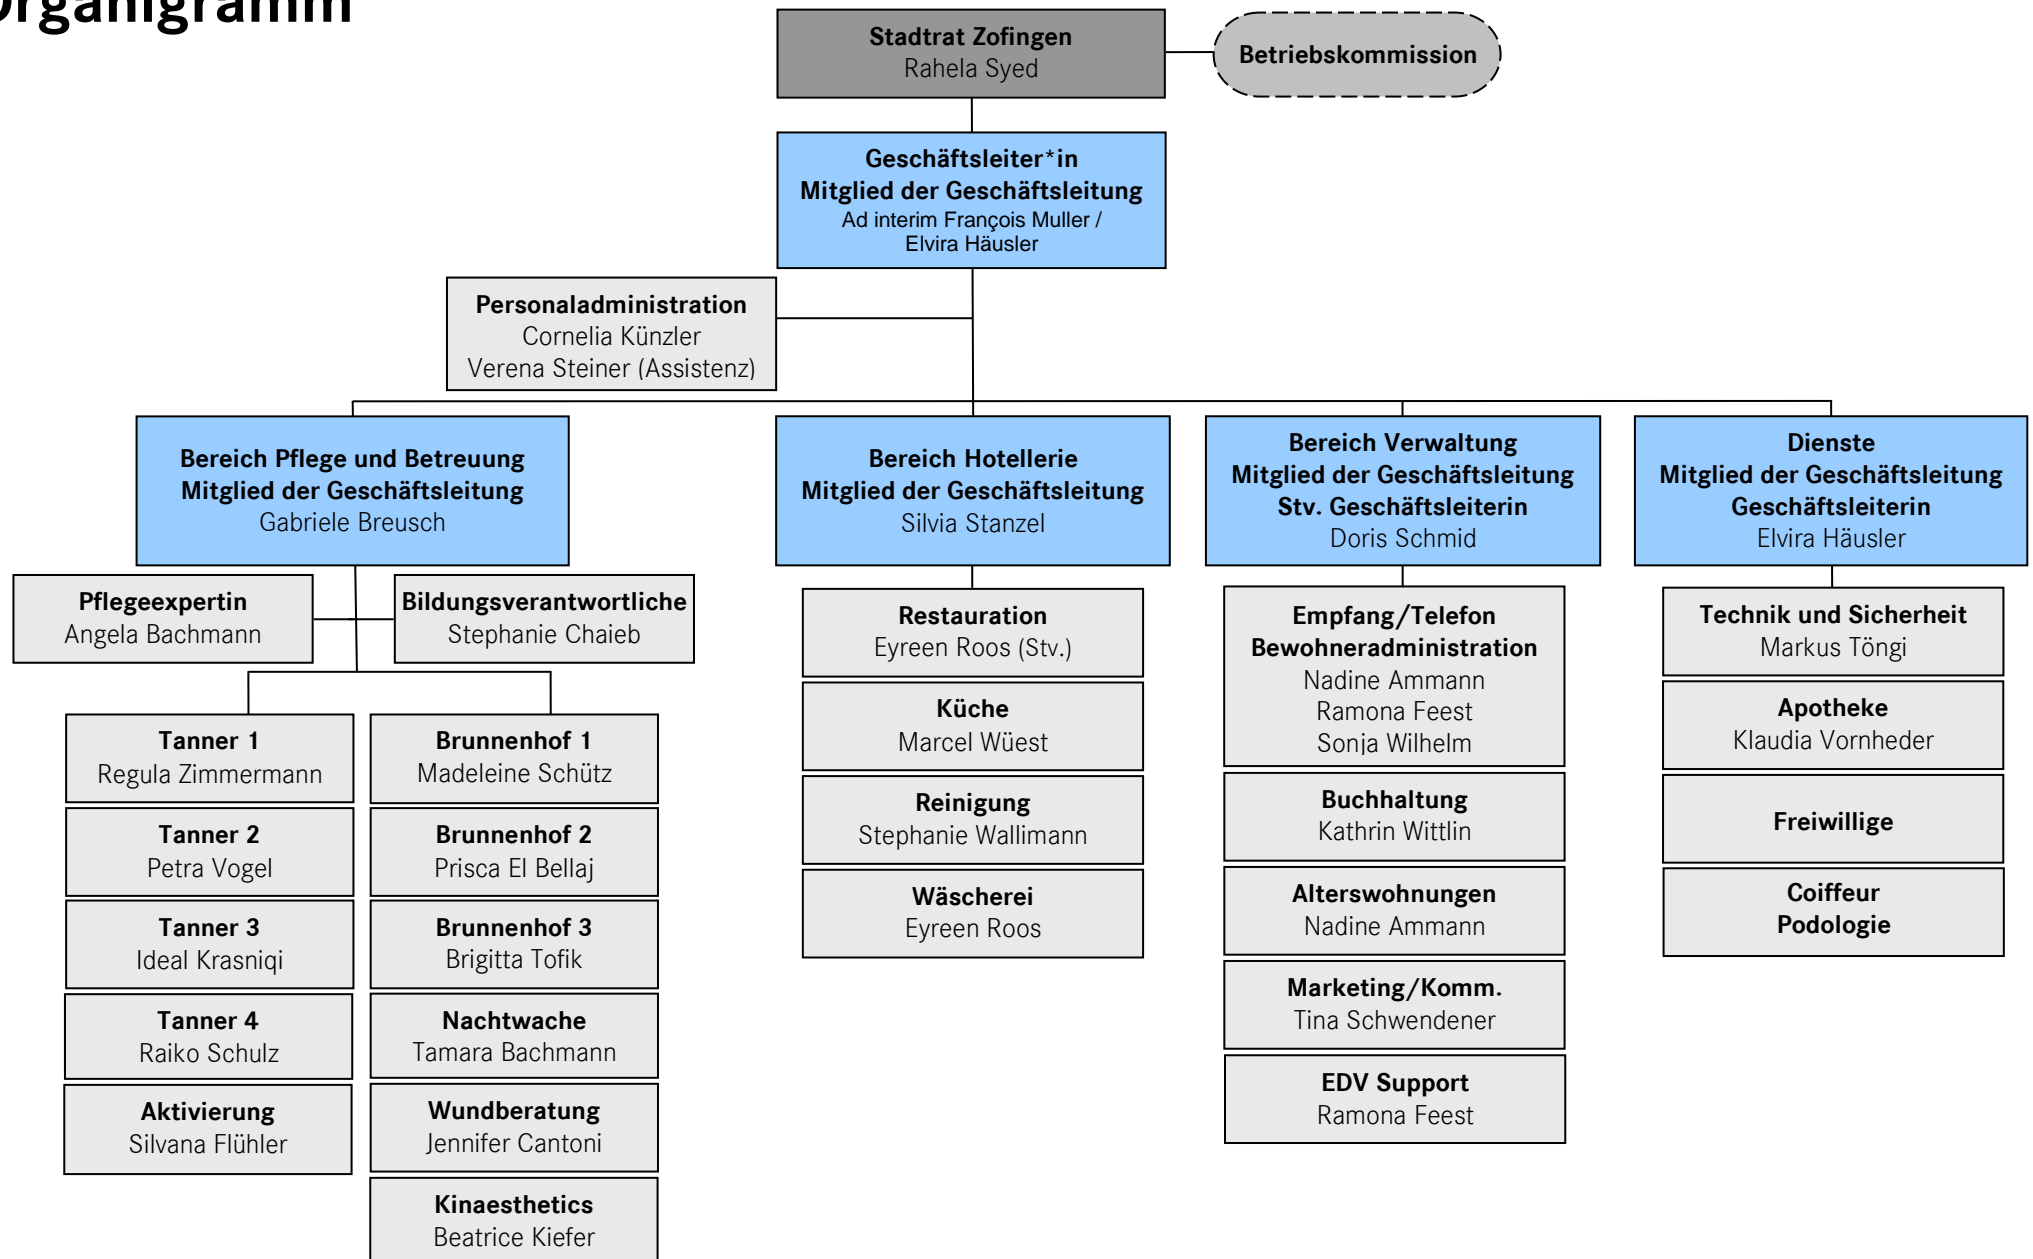 Organigramm
Stadtrat Zofingen
Rahela Syed
Betriebskommission
Geschäftsleiter*in
Mitglied der Geschäftsleitung
Ad interim François Muller /
Elvira Häusler
Personaladministration
Cornelia Künzler
Verena Steiner (Assistenz)
Bereich Pflege und Betreuung
Mitglied der Geschäftsleitung
Gabriele Breusch
Bereich Hotellerie
Mitglied der Geschäftsleitung
Silvia Stanzel
Bereich Verwaltung
Mitglied der Geschäftsleitung
Stv. Geschäftsleiterin
Doris Schmid
Dienste
Mitglied der Geschäftsleitung
Geschäftsleiterin
Elvira Häusler
Pflegeexpertin
Angela Bachmann
Bildungsverantwortliche
Stephanie Chaieb
Tanner 1
Regula Zimmermann
Tanner 2
Petra Vogel
Tanner 3
Ideal Krasniqi
Tanner 4
Raiko Schulz
Aktivierung
Silvana Flühler
Brunnenhof 1
Madeleine Schütz
Brunnenhof 2
Prisca El Bellaj
Brunnenhof 3
Brigitta Tofik
Nachtwache
Tamara Bachmann
Wundberatung
Jennifer Cantoni
Kinaesthetics
Beatrice Kiefer
Restauration
Eyreen Roos (Stv.)
Küche
Marcel Wüest
Reinigung
Stephanie Wallimann
Wäscherei
Eyreen Roos
Empfang/Telefon
Bewohneradministration
Nadine Ammann
Ramona Feest
Sonja Wilhelm
Buchhaltung
Kathrin Wittlin
Alterswohnungen
Nadine Ammann
Marketing/Komm.
Tina Schwendener
EDV Support
Ramona Feest
Technik und Sicherheit
Markus Töngi
Apotheke
Klaudia Vornheder
Freiwillige
Coiffeur
Podologie